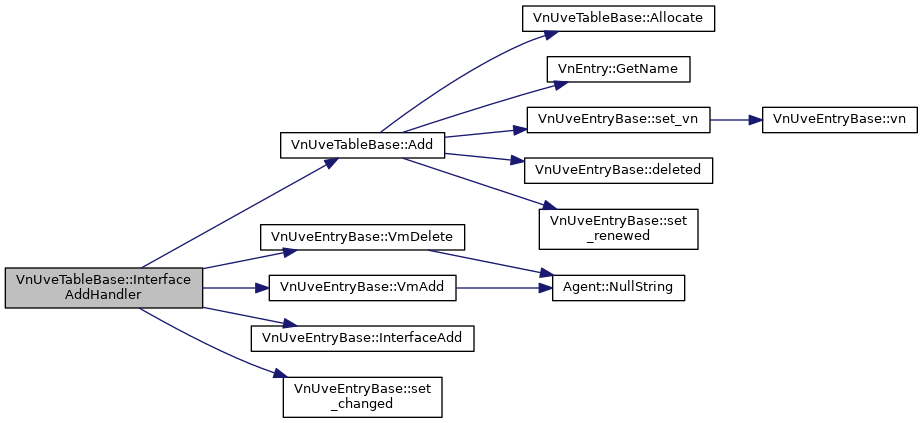 VnUveTableBase::Allocate
VnEntry::GetName
VnUveEntryBase::set_vn
VnUveEntryBase::vn
VnUveTableBase::Add
VnUveEntryBase::deleted
VnUveEntryBase::set
_renewed
VnUveEntryBase::VmDelete
VnUveTableBase::Interface
AddHandler
VnUveEntryBase::VmAdd
Agent::NullString
VnUveEntryBase::InterfaceAdd
VnUveEntryBase::set
_changed